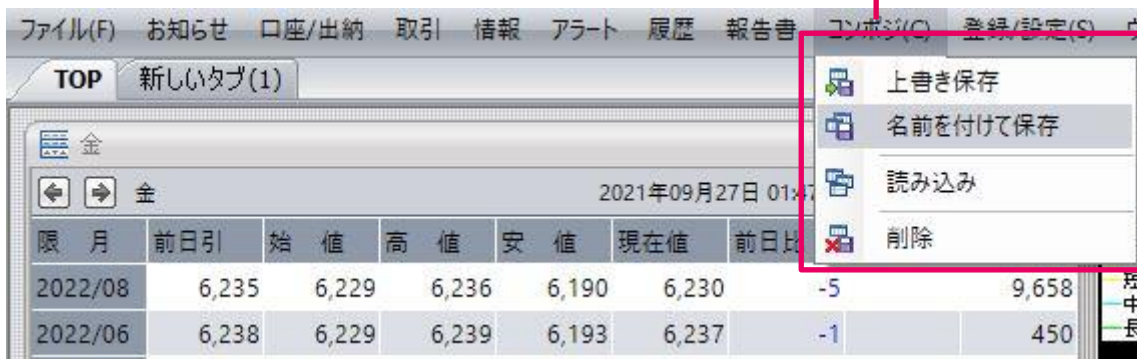 ファイル(F) お知らせ 口座/出納 取引 情報 アラート 履歴 報告書 コンポジ(C) 登録/設定(S)
TOP 新しいタブ(1)
上書き保存
名前を付けて保存
読み込み
削除
金
金 2021年09月27日 01:47
限 月 前日引 始 値 高 値 安 値 現在値 前日比
2022/08 6,235 6,229 6,236 6,190 6,230 -5 9,658
2022/06 6,238 6,229 6,239 6,193 6,237 -1 450
中
長